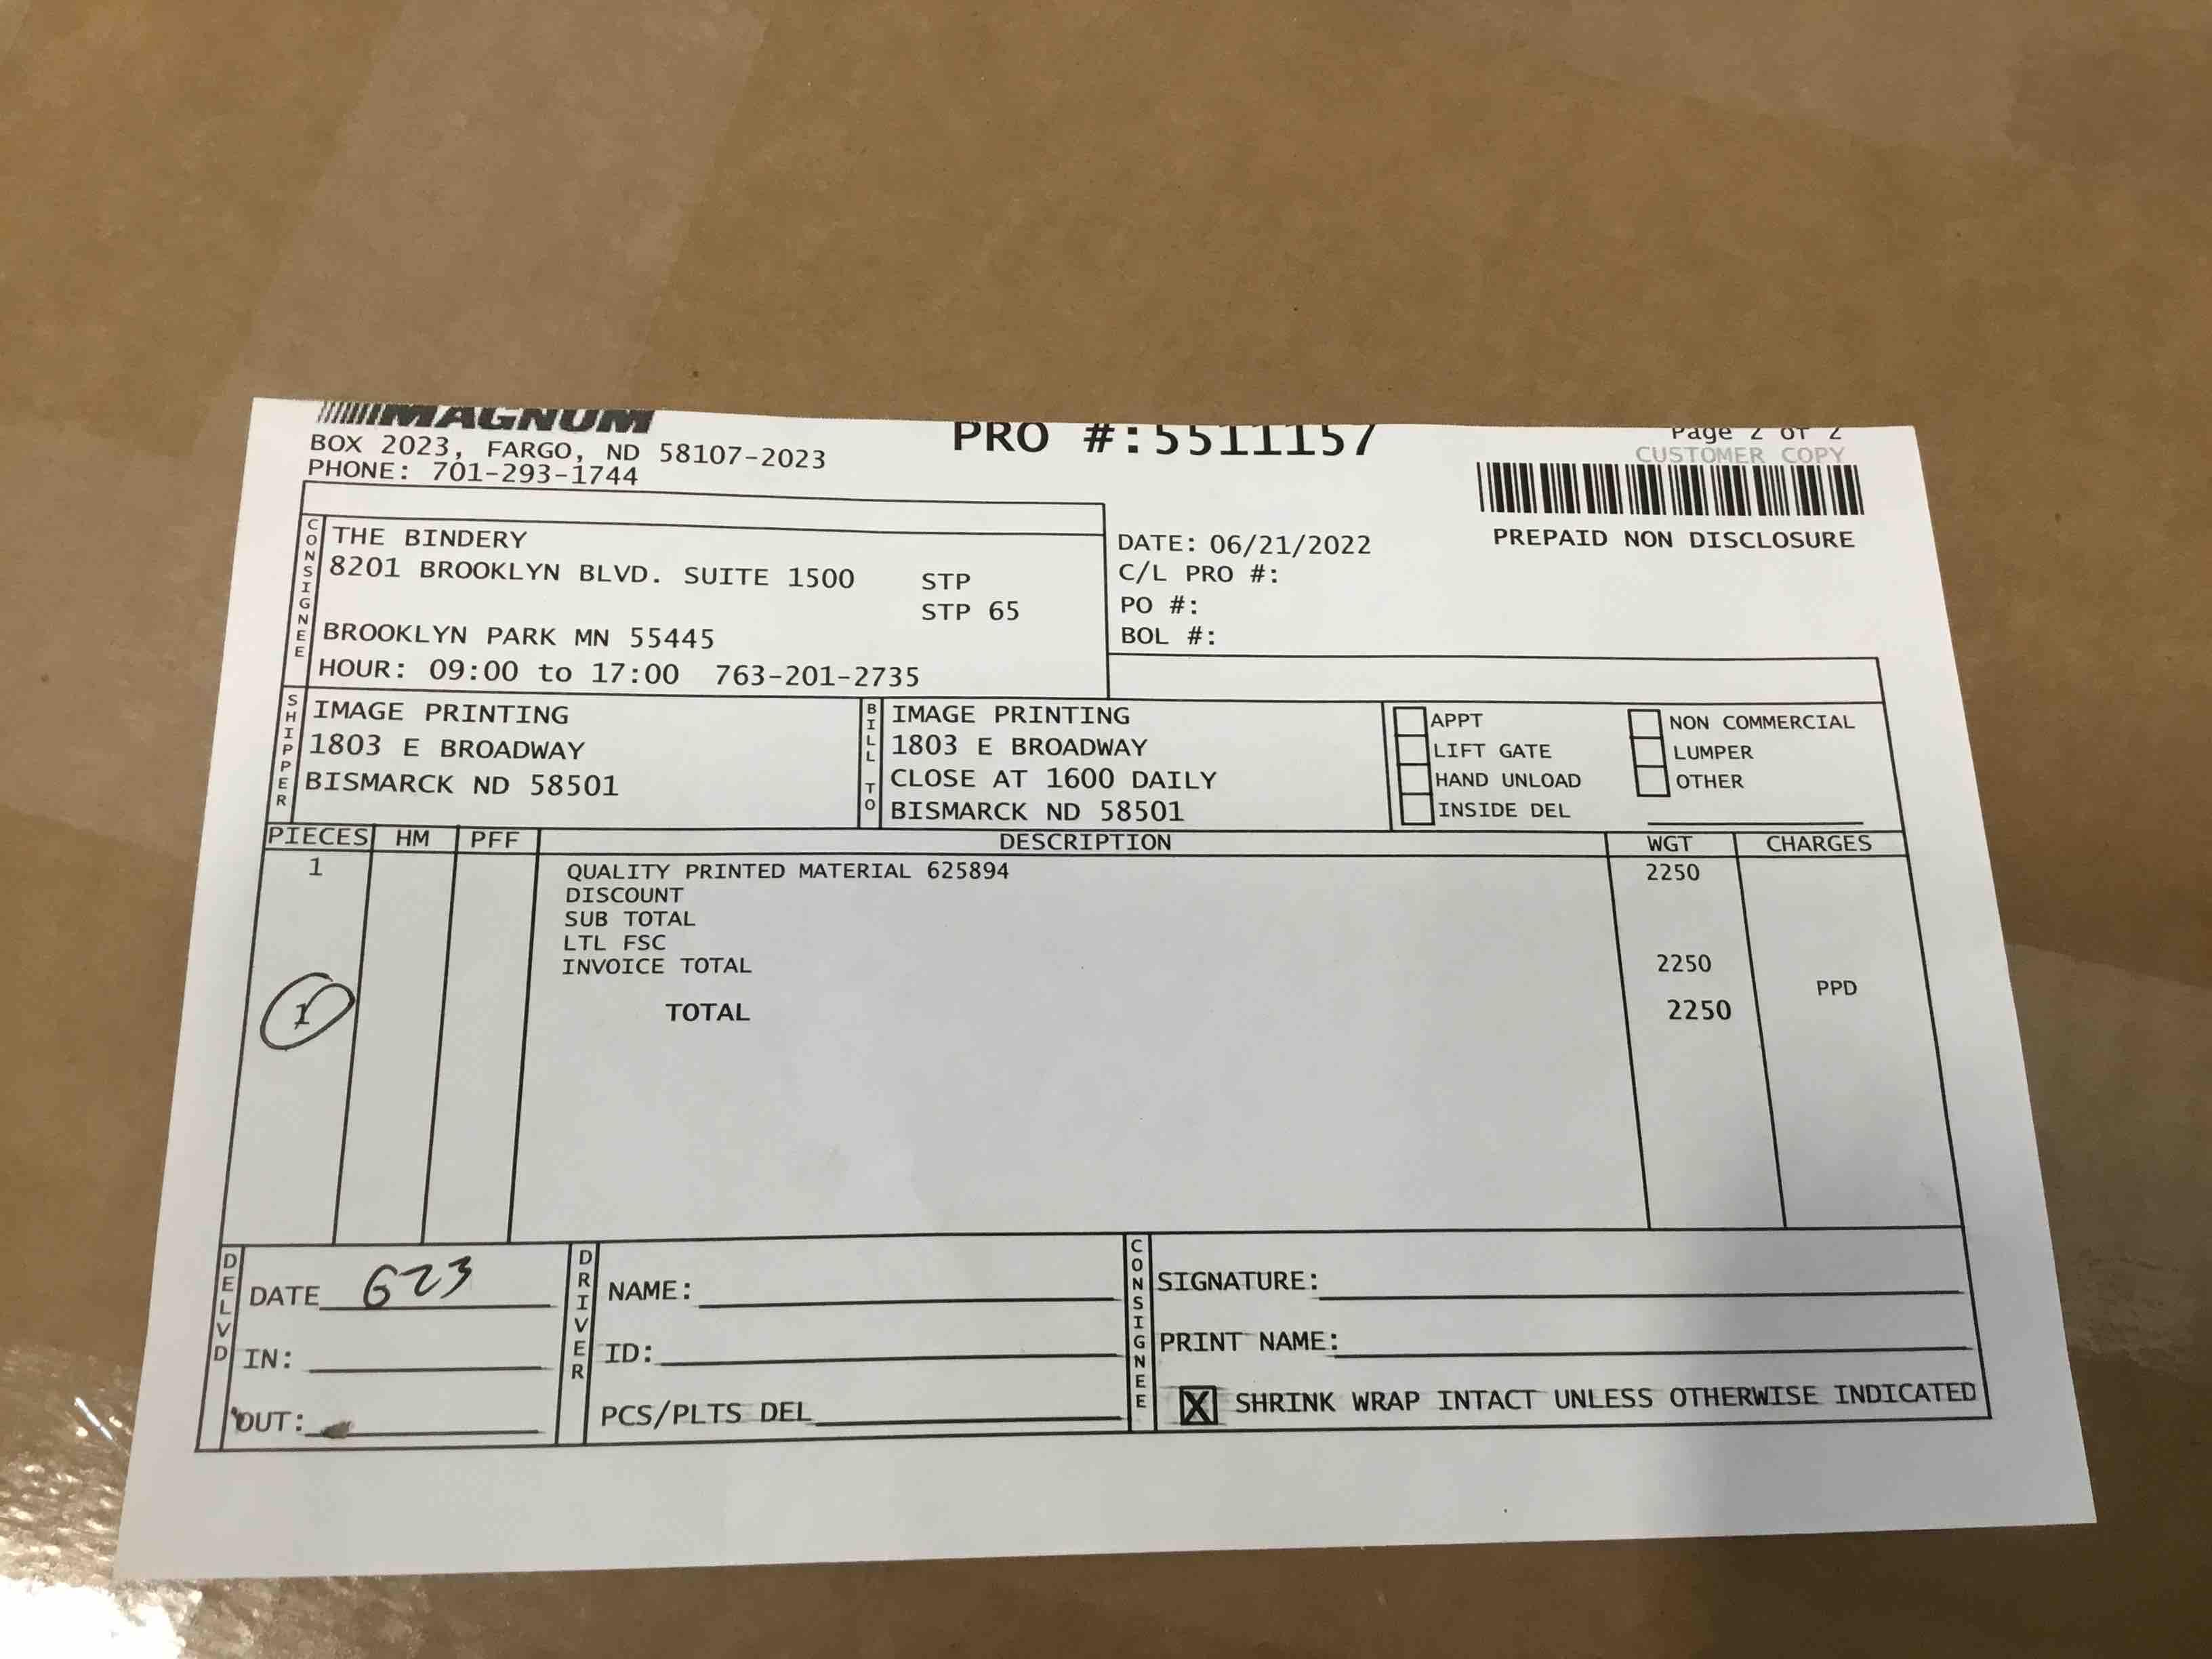 MAGNUM
BOX 2023, FARGO, ND 58107-2023
PHONE: 701-293-1744
PRO #:5511157
Page 2 of 2
CUSTOMER COPY
PREPAID NON DISCLOSURE
CONSIGNEE
THE BINDERY
8201 BROOKLYN BLVD. SUITE 1500 STP
STP 65
BROOKLYN PARK MN 55445
HOUR: 09:00 to 17:00 763-201-2735
DATE: 06/21/2022
C/L PRO #:
PO #:
BOL #:
SHIPPER
IMAGE PRINTING
1803 E BROADWAY
BISMARCK ND 58501
BILL TO
IMAGE PRINTING
1803 E BROADWAY
CLOSE AT 1600 DAILY
BISMARCK ND 58501
APPT
LIFT GATE
HAND UNLOAD
INSIDE DEL
NON COMMERCIAL
LUMPER
OTHER
PIECES HM PFF DESCRIPTION WGT CHARGES
1 QUALITY PRINTED MATERIAL 625894 2250
DISCOUNT
SUB TOTAL
LTL FSC
INVOICE TOTAL 2250
PPD
1 TOTAL 2250
DELVD
DATE 623
IN:
OUT:
DRIVER
NAME:
ID:
PCS/PLTS DEL
CONSIGNEE
SIGNATURE:
PRINT NAME:
X SHRINK WRAP INTACT UNLESS OTHERWISE INDICATED